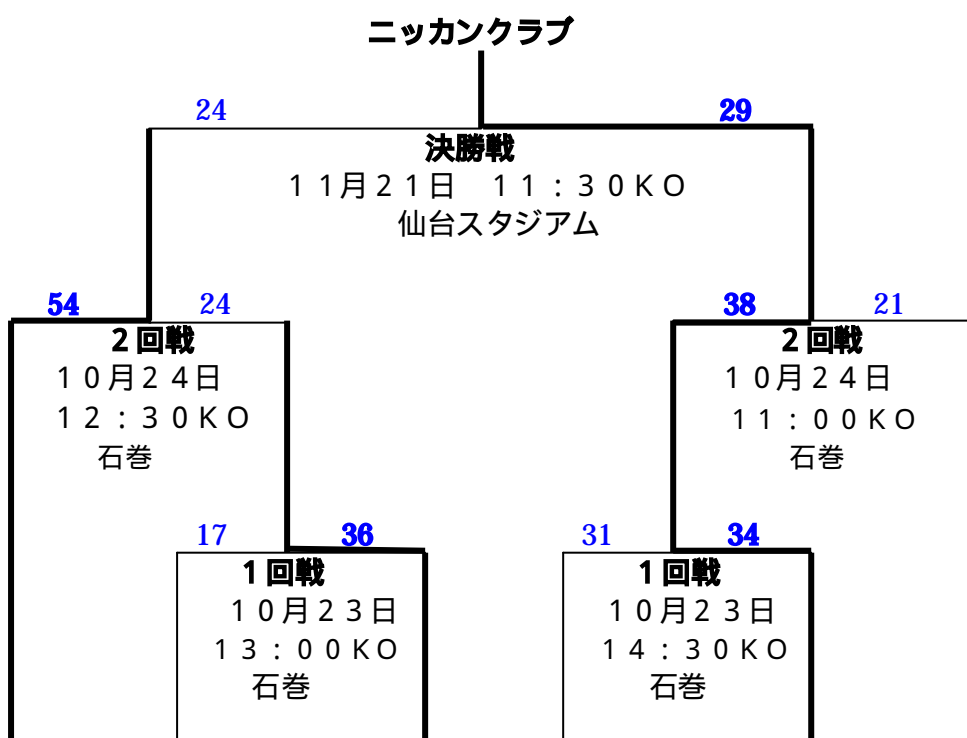 ニッカンクラブ
24
29
決勝戦
１１月２１日　１１：３０ＫＯ
仙台スタジアム
54
24
２回戦
１０月２４日
１２：３０ＫＯ
石巻
38
21
２回戦
１０月２４日
１１：００ＫＯ
石巻
17
36
１回戦
１０月２３日
１３：００ＫＯ
石巻
31
34
１回戦
１０月２３日
１４：３０ＫＯ
石巻